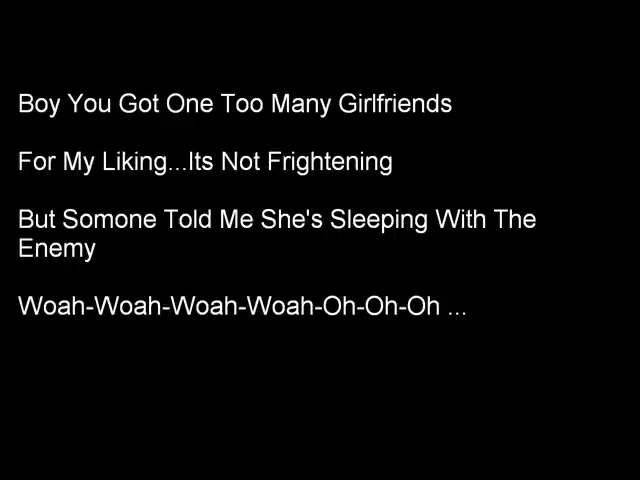 Boy You Got One Too Many Girlfriends
For My Liking...Its Not Frightening
But Somone Told Me She's Sleeping With The
Enemy
Woah-Woah-Woah-Woah-Oh-Oh-Oh ...